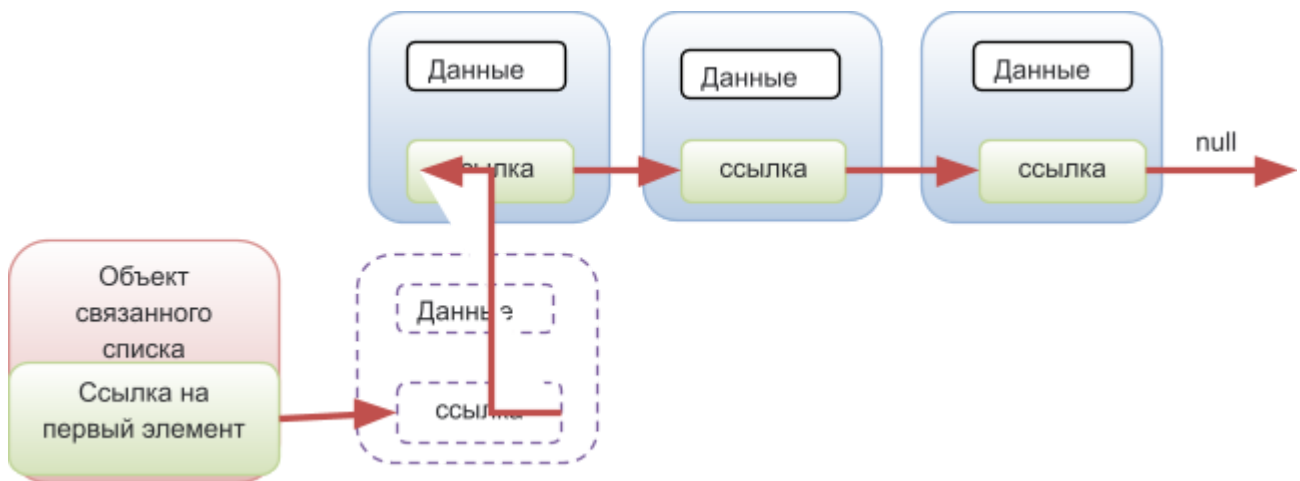 Данные
Данные
Данные
null
ссылка
ссылка
ссылка
Объект
связанного
списка
Данные
Ссылка на
первый элемент
ссылка